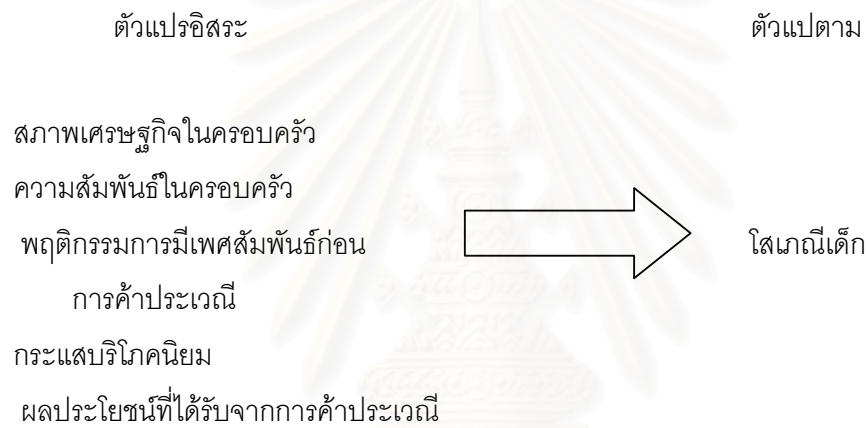 ตัวแปรอิสระ ตัวแปตาม
สภาพเศรษฐกิจในครอบครัว
ความสัมพันธ์ในครอบครัว
พฤติกรรมการมีเพศสัมพันธ์ก่อน โสเภณีเด็ก
การค้าประเวณี
กระแสบริโภคนิยม
ผลประโยชน์ที่ได้รับจากการค้าประเวณี